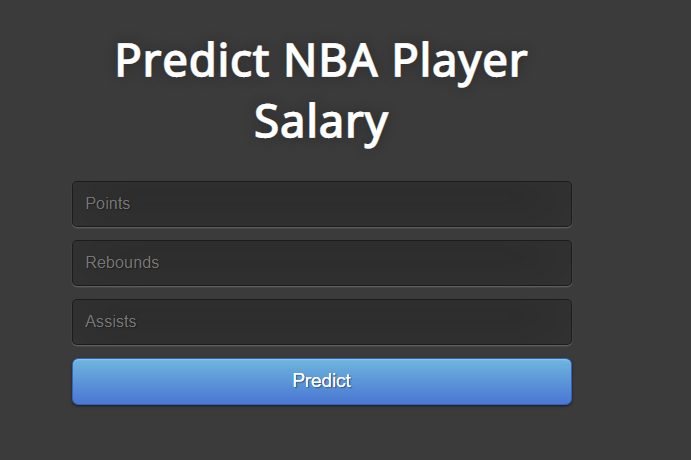 Predict NBA Player
Salary
Points
Rebounds
Assists
Predict